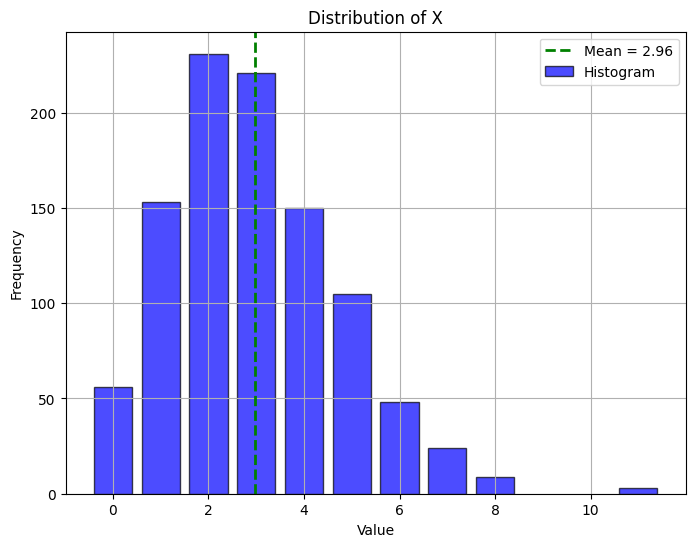 Distribution of X
Mean = 2.96
Histogram
Frequency
200
150
100
50
0
0 2 4 6 8 10
Value